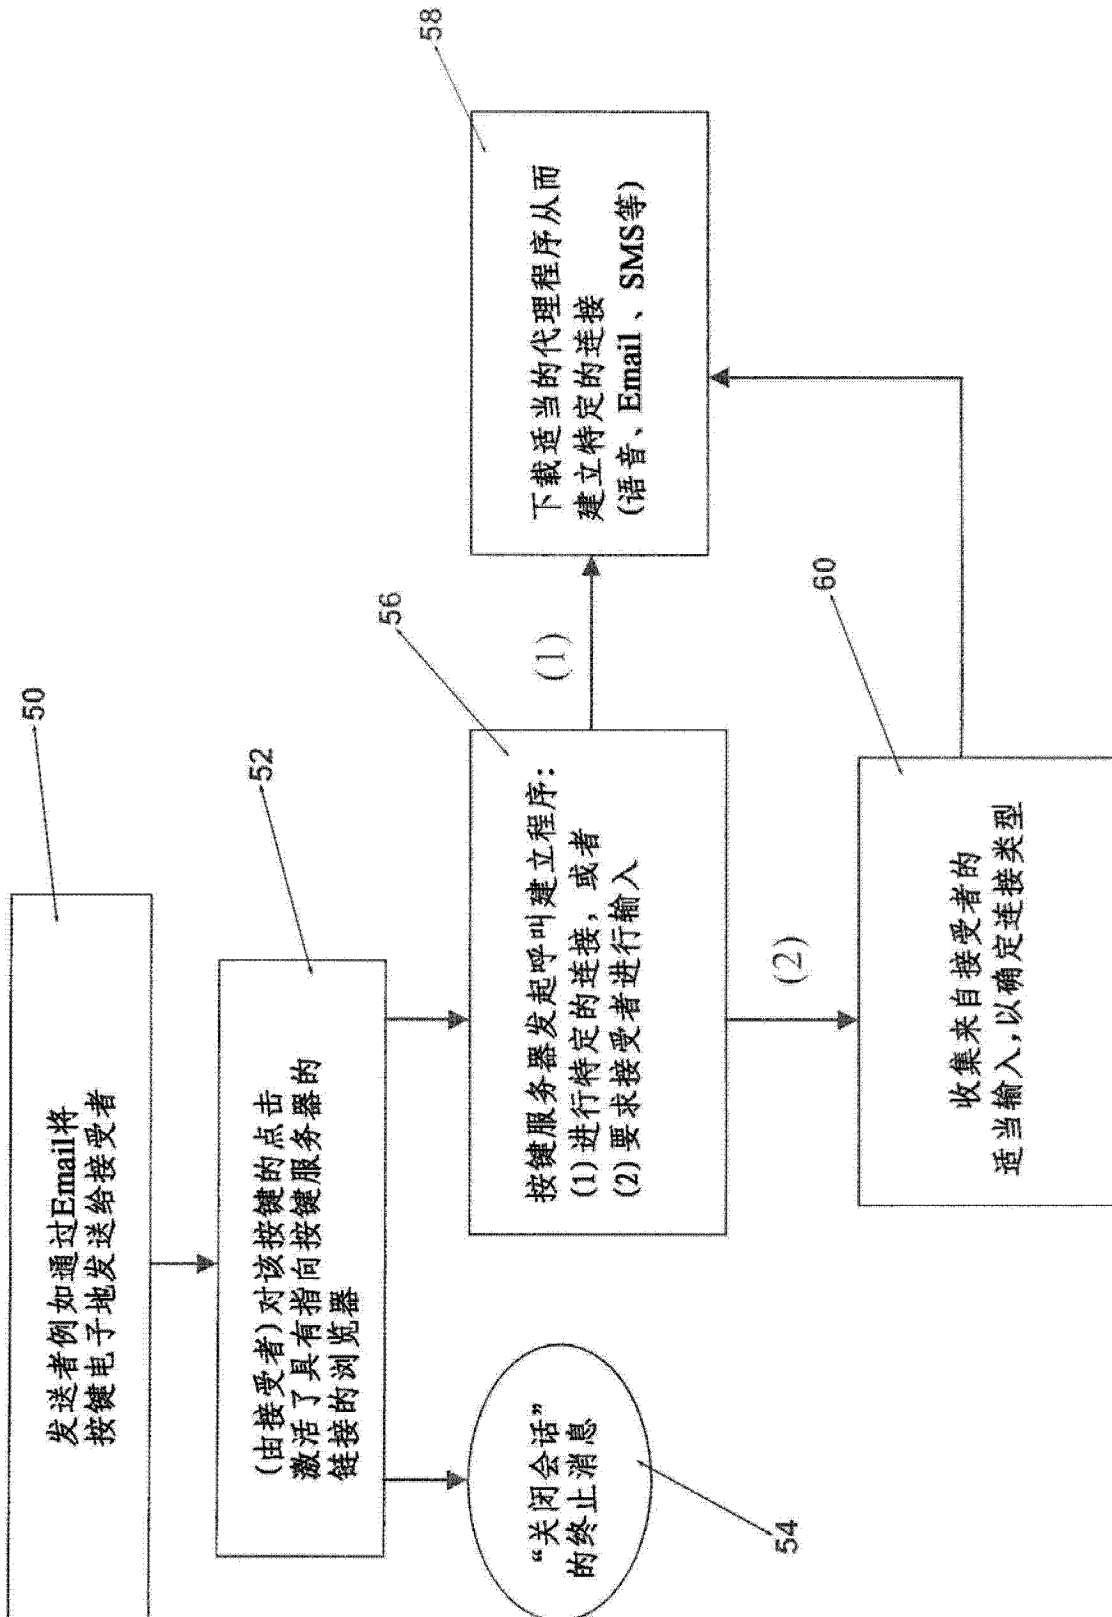 发送者例如通过Email将
按键电子地发送给接受者
50
(由接受者)对该按键的点击
激活了具有指向按键服务器的
链接的浏览器
52
“关闭会话”
的终止消息
54
按键服务器发起呼叫建立程序:
(1)进行特定的连接，或者
(2)要求接受者进行输入
56
(1)
(2)
下载适当的代理程序从而
建立特定的连接
(语音、Email、SMS等)
58
收集来自接受者的
适当输入,以确定连接类型
60